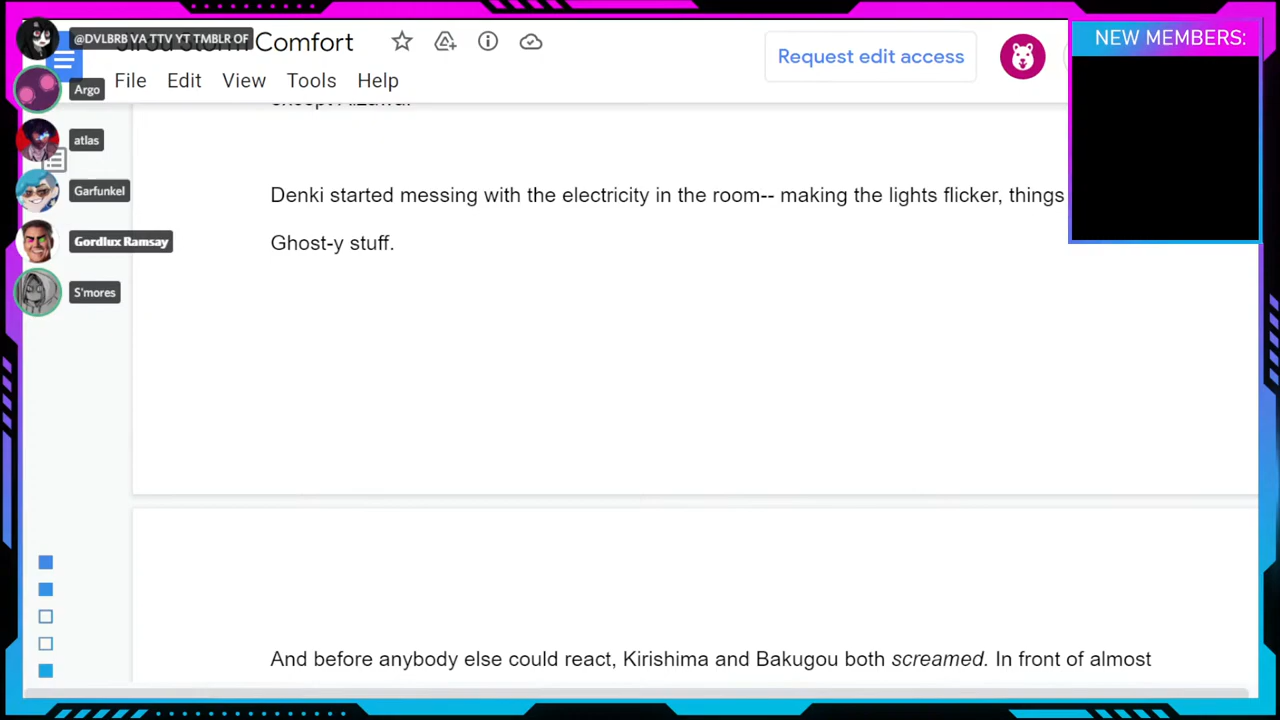 @DVLBRB VA TTV YT TMBLR OF
Comfort
NEW MEMBERS:
Request edit access
File Edit View Tools Help
Argo
atlas
Garfunkel
Gordlux Ramsay
S'mores
Denki started messing with the electricity in the room-- making the lights flicker, things
Ghost-y stuff.
And before anybody else could react, Kirishima and Bakugou both screamed. In front of almost